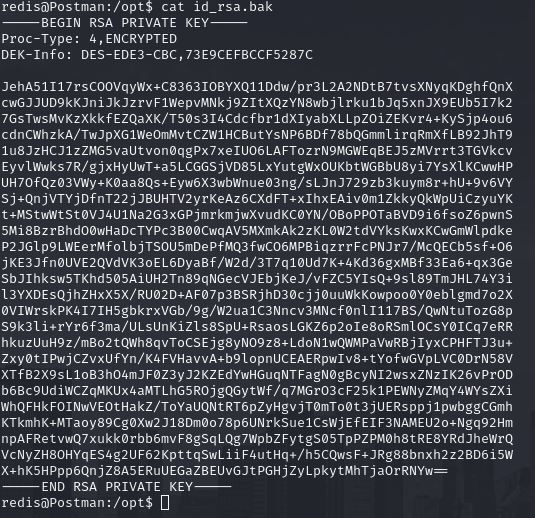 redis@Postman:/opt$ cat id_rsa.bak
-----BEGIN RSA PRIVATE KEY-----
Proc-Type: 4,ENCRYPTED
DEK-Info: DES-EDE3-CBC,73E9CEFBCCF5287C
JehA51I17rsCOOVqyWx+C8363IOBYXQ11Ddw/pr3L2A2NDtB7tvsXNyqKDghfQnX
cwGJJUD9kKJniJkJzrvF1WepvMNkj9ZItXQzYN8wbjlrku1bJq5xnJX9EUb5I7k2
7GsTwsMvKzXkkfEZQaXK/T50s3I4Cdcfbr1dXIyabXLLpZOiZEKvr4+KySjp4ou6
cdnCWhzkA/TwJpXG1WeOmMvtCZW1HCButYsNP6BDf78bQGmmlirqRmXfLB92JhT9
1u8JzHCJ1zZMG5vaUtvon0qgPx7xeIUO6LAFTozrN9MGWEqBEJ5zMVrrt3TGVkcv
EyvlWwks7R/gjxHyUwT+a5LCGGSjVD85LxYutgWxOUKbtWGBbU8yi7YsXlKCwwHP
UH7OfQz03VWy+K0aa8Qs+Eyw6X3wbWnue03ng/sLJnJ729zb3kuym8r+hU+9v6VY
Sj+QnjVTYjDfnT22jJBUHTV2yrKeAz6CXdFT+xIhxEAiv0m1ZkkyQkWpUiCzyuYK
t+MStwWtSt0VJ4U1Na2G3xGPjmrkmjwXvudKC0YN/OBoPPOTaBVD9i6fsoZ6pwnS
5Mi8BzrBhdO0wHaDcTYPc3B00CwqAV5MXmkAk2zKL0W2tdVYksKwxKCwGmWlpdke
P2JGlp9LWEerMfolbjTSOU5mDePfMQ3fwCO6MPBiqzrrFcPNJr7/McQECb5sf+O6
jKE3Jfn0UVE2QVdVK3oEL6DyaBf/W2d/3T7q10Ud7K+4Kd36gxMBf33Ea6+qx3Ge
SbJIhksw5TKhd505AiUH2Tn89qNGecVJEbjKeJ/vFZC5YIsQ+9sl89TmJHL74Y3i
l3YXDEsQjhZHxX5X/RU02D+AF07p3BSRjhD30cjj0uuWkKowpoo0Y0eblgmd7o2X
0VIWrskPK4I7IH5gbkrxVGb/9g/W2ua1C3Nncv3MNcf0nlI117BS/QwNtuTozG8p
S9k3li+rYr6f3ma/ULsUnKiZls8SpU+RsaosLGKZ6p2oIe8oRSmlOCsY0ICq7eRR
hkuzUuH9z/mBo2tQWh8qvToCSEjg8yNO9z8+LdoN1wQWMPaVwRBjIyxCPHFTJ3u+
Zxy0tIPwjCZvxUfYn/K4FVHavvA+b9lopnUCEAERpwIv8+tYofwGVpLVC0DrN58V
XTfB2X9sL1oB3hO4mJF0Z3yJ2KZEdYwHGuqNTFagN0gBcyNI2wsxZNzIK26vPrOD
b6Bc9UdiWCZqMKUx4aMTLhG5ROjgQGytWf/q7MGrO3cF25k1PEWNyZMqY4WYsZXi
WhQFHkFOINwVEOtHakZ/ToYaUQNtRT6pZyHgvjT0mTo0t3jUERsppj1pwbggCGmh
KTkmhK+MTaoy89Cg0Xw2J18Dm0o78p6UNrkSue1CsWjEfEIF3NAMEU2o+Ngq92Hm
npAFRetvwQ7xukk0rbb6mvF8gSqLQg7WpbZFytgS05TpPZPM0h8tRE8YRdJheWrQ
VcNyZH8OHYqES4g2UF62KpttqSwLiiF4utHq+/h5CQwsF+JRg88bnxh2z2BD6i5W
X+hK5HPpp6QnjZ8A5ERuUEGaZBEUvGJtPGHjZyLpkytMhTjaOrRNYw==
-----END RSA PRIVATE KEY-----
redis@Postman:/opt$